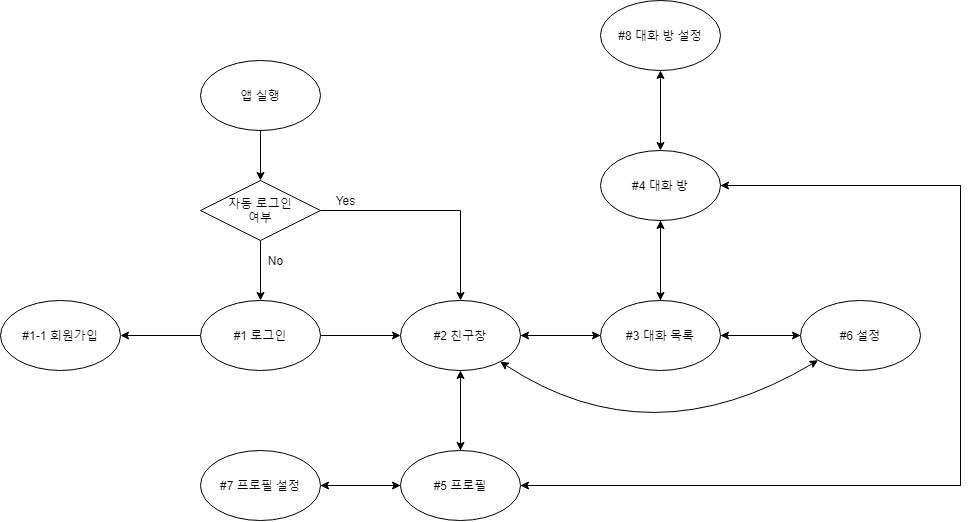 #8 대화 방 설정
앱 실행
#4 대화 방
자동 로그인
여부
Yes
No
#1-1 회원가입
#1 로그인
#2 친구창
#3 대화 목록
#6 설정
#7 프로필 설정
#5 프로필